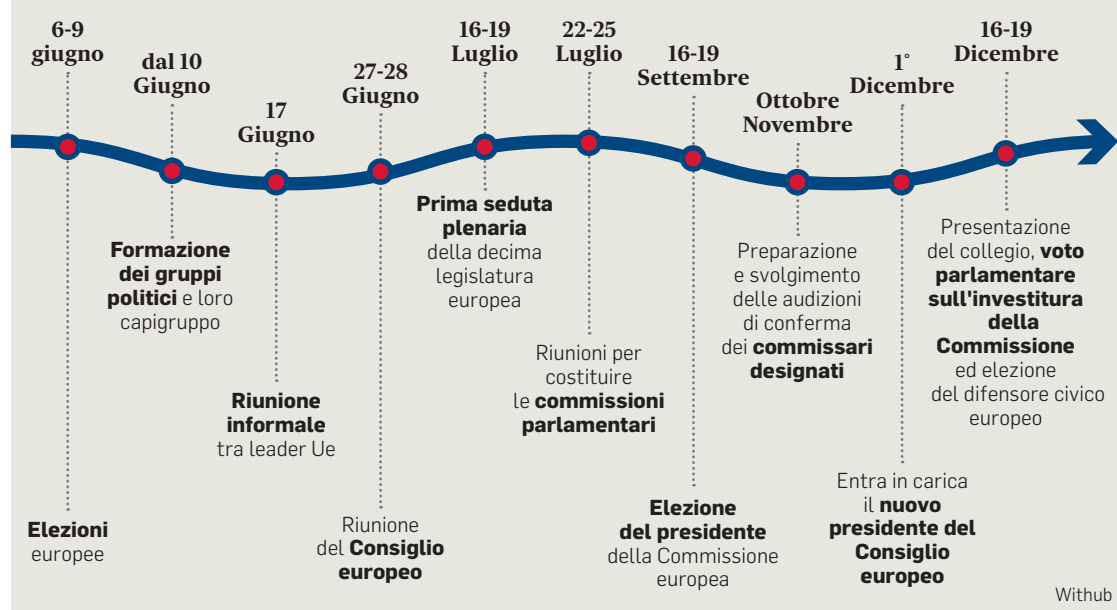 6-9
giugno
Elezioni
europee
dal 10
Giugno
Formazione
dei gruppi
politici e loro
capigruppo
17
Giugno
Riunione
informale
tra leader Ue
27-28
Giugno
Riunione
del Consiglio
europeo
16-19
Luglio
Prima seduta
plenaria
della decima
legislatura
europea
22-25
Luglio
Riunioni per
costituire
le commissioni
parlamentari
16-19
Settembre
Elezione
del presidente
della Commissione
europea
Ottobre
Novembre
Preparazione
e svolgimento
delle audizioni
di conferma
dei commissari
designati
1°
Dicembre
Entra in carica
il nuovo
presidente del
Consiglio
europeo
16-19
Dicembre
Presentazione
del collegio, voto
parlamentare
sull'investitura
della
Commissione
ed elezione
del difensore civico
europeo
Withub